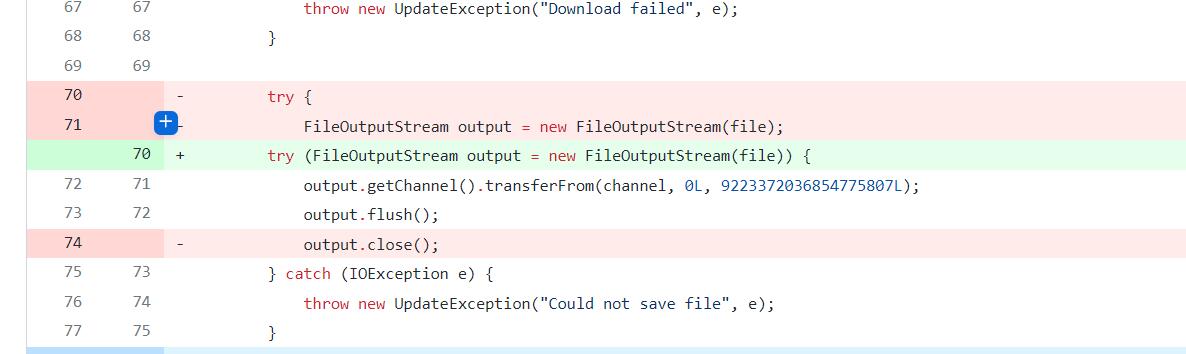 67 67 throw new UpdateException("Download failed", e);
68 68 }
69 69
70 - try {
71 - FileOutputStream output = new FileOutputStream(file);
70 + try (FileOutputStream output = new FileOutputStream(file)) {
72 71 output.getChannel().transferFrom(channel, 0L, 9223372036854775807L);
73 72 output.flush();
74 - output.close();
75 73 } catch (IOException e) {
76 74 throw new UpdateException("Could not save file", e);
77 75 }